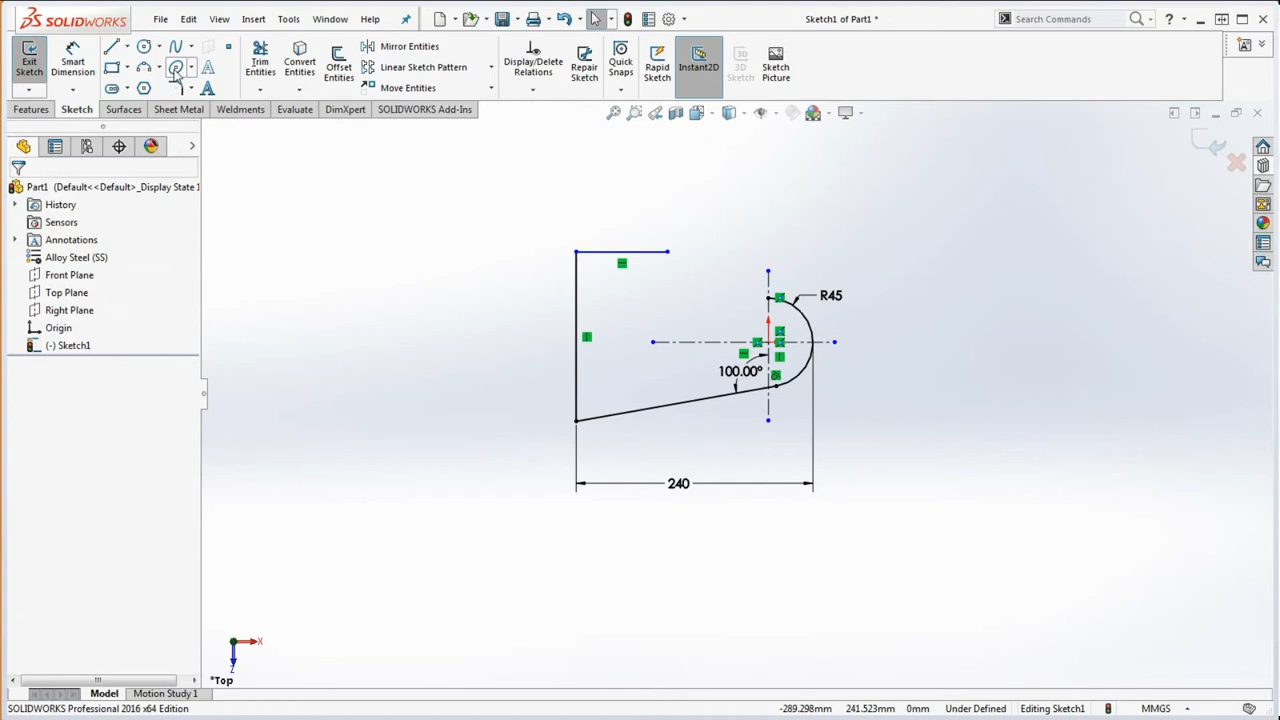 SOLIDWORKS
File Edit View Insert Tools Window Help
Sketch1 of Part1 *
Search Commands
?
Exit Sketch
Smart Dimension
Trim Entities
Convert Entities
Offset Entities
Mirror Entities
Linear Sketch Pattern
Move Entities
Display/Delete Relations
Repair Sketch
Quick Snaps
Rapid Sketch
Instant2D
3D Sketch
Sketch Picture
Features Sketch Surfaces Sheet Metal Weldments Evaluate DimXpert SOLIDWORKS Add-Ins
Part1 (Default<<Default>_Display State 1
History
Sensors
Annotations
Alloy Steel (SS)
Front Plane
Top Plane
Right Plane
Origin
(-) Sketch1
R45
100.00°
240
X
Z
*Top
Model Motion Study 1
SOLIDWORKS Professional 2016 x64 Edition
-289.298mm 241.523mm 0mm Under Defined Editing Sketch1 MMGS